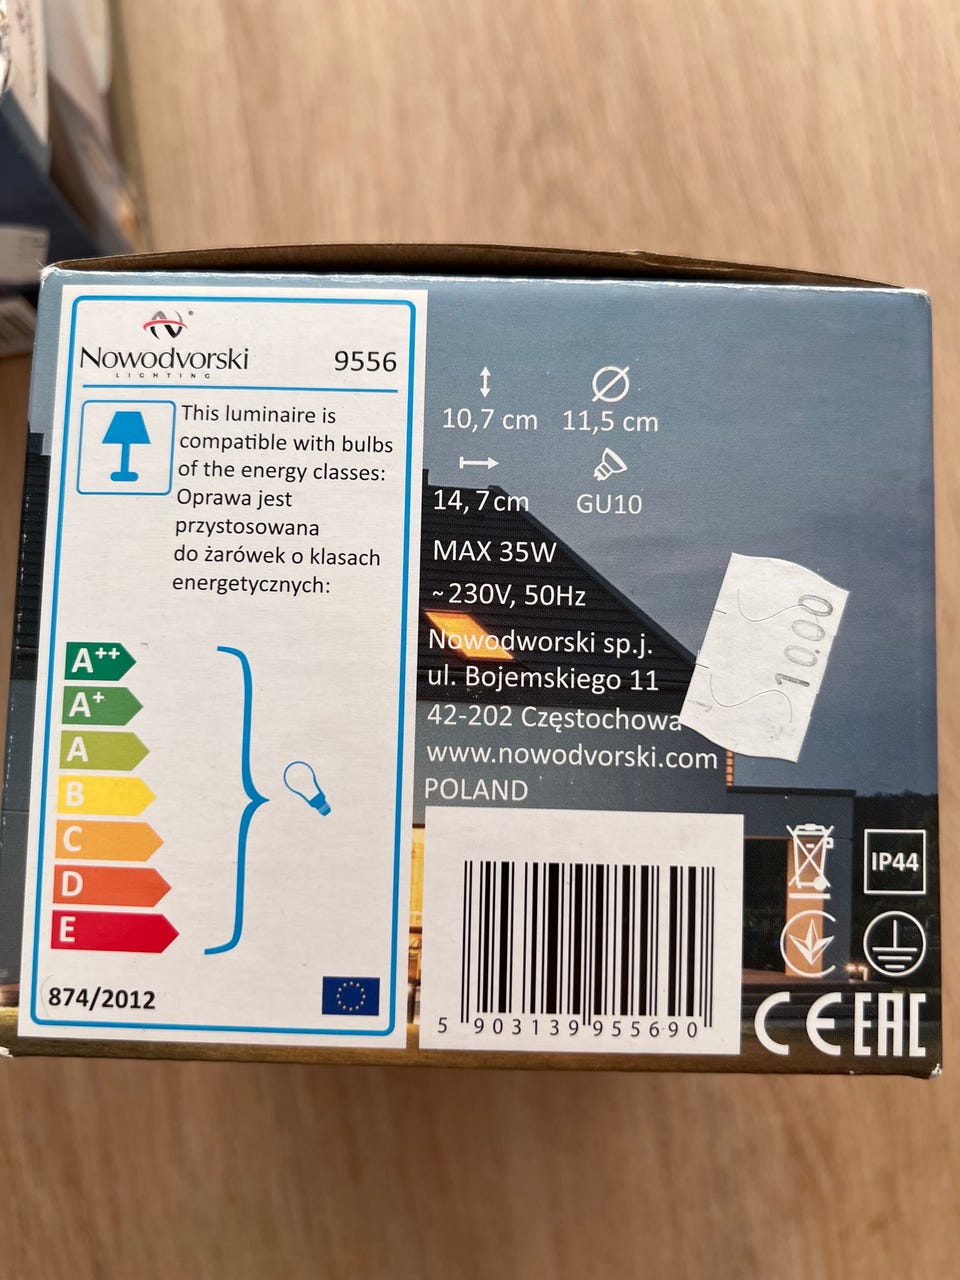 Nowodvorski 9556
LIGHTING
This luminaire is
compatible with bulbs
of the energy classes:
Oprawa jest
przystosowana
do żarówek o klasach
energetycznych:
A++
A+
A
B
C
D
E
874/2012
10,7 cm 11,5 cm
14,7cm GU10
MAX 35W
~230V, 50Hz
Nowodworski sp.j.
ul. Bojemskiego 11
42-202 Częstochowa
www.nowodvorski.com
POLAND
10.00
5 903139 955690
IP44
CE EAC